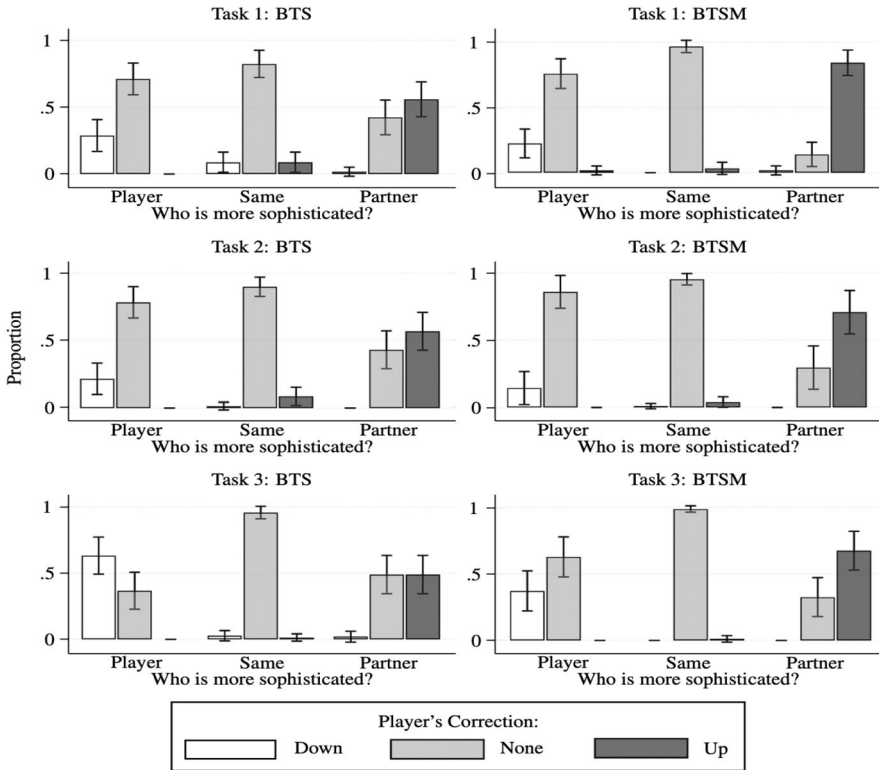 Task 1: BTS
1
.5
0
Player Same Partner
Who is more sophisticated?
Task 1: BTSM
1
.5
0
Player Same Partner
Who is more sophisticated?
Task 2: BTS
1
.5
0
Player Same Partner
Who is more sophisticated?
Task 2: BTSM
1
.5
0
Player Same Partner
Who is more sophisticated?
Proportion
Task 3: BTS
1
.5
0
Player Same Partner
Who is more sophisticated?
Task 3: BTSM
1
.5
0
Player Same Partner
Who is more sophisticated?
Player's Correction:
Down None Up